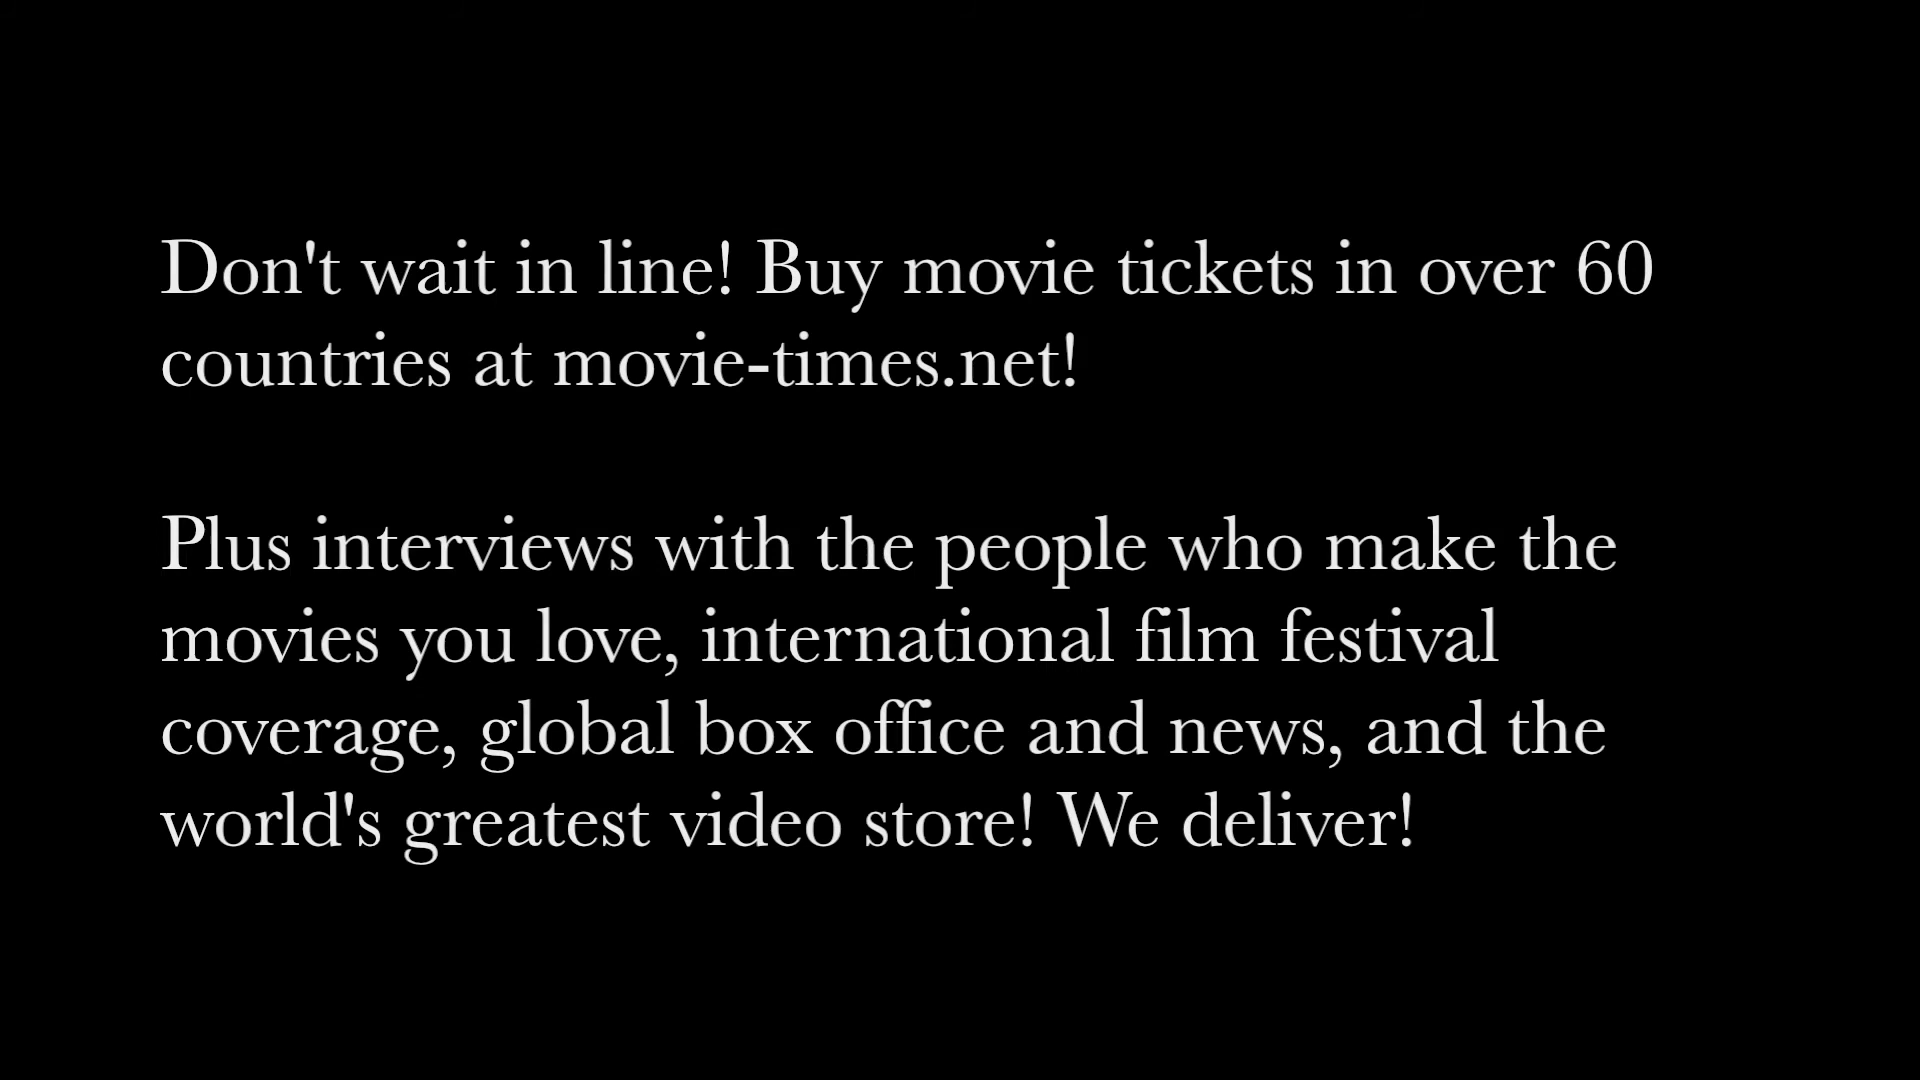 Don't wait in line! Buy movie tickets in over 60
countries at movie-times.net!
Plus interviews with the people who make the
movies you love, international film festival
coverage, global box office and news, and the
world's greatest video store! We deliver!